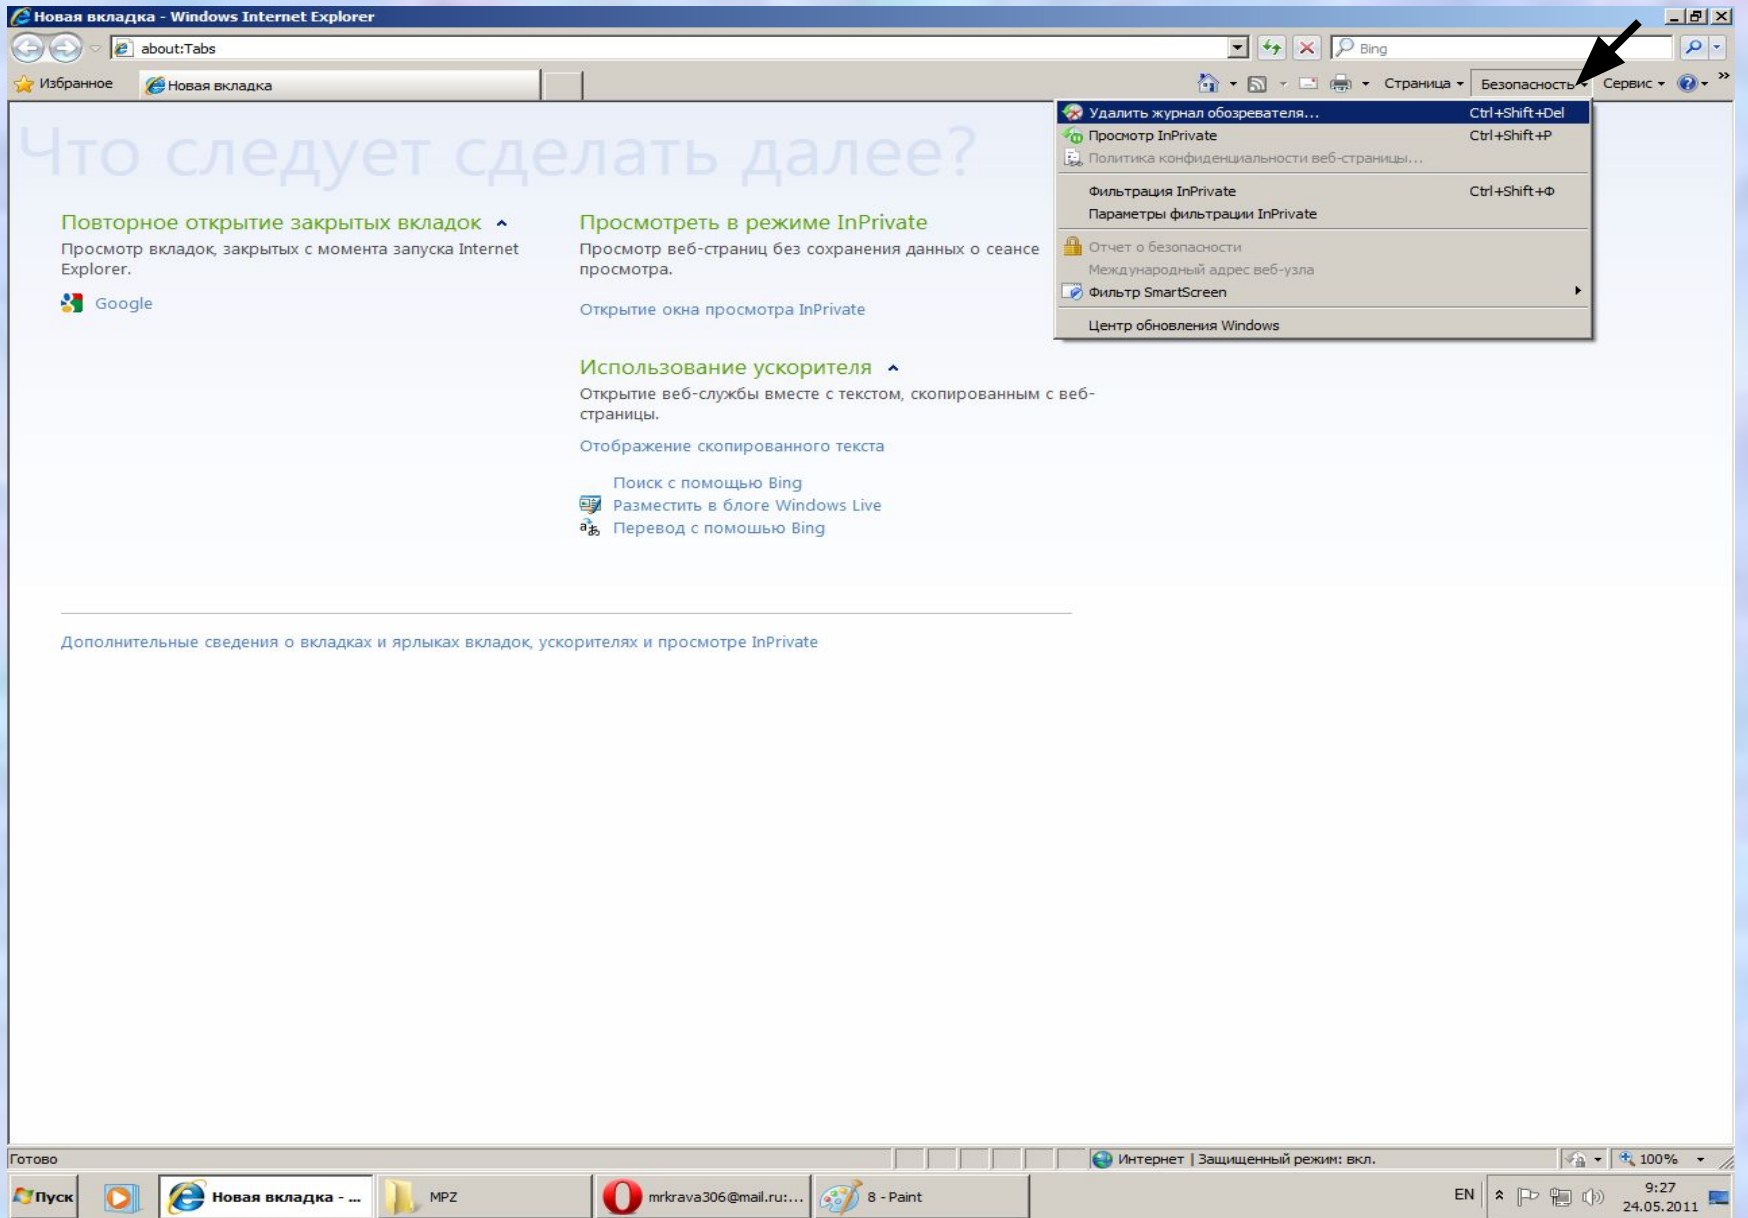 Новая вкладка - Windows Internet Explorer
about:Tabs
Bing
Избранное
Новая вкладка
Страница
Безопасность
Сервис
»
Удалить журнал обозревателя... Ctrl+Shift+Del
Просмотр InPrivate Ctrl+Shift+P
Политика конфиденциальности веб-страницы...
Фильтрация InPrivate Ctrl+Shift+Ф
Параметры фильтрации InPrivate
Отчет о безопасности
Международный адрес веб-узла
Фильтр SmartScreen
Центр обновления Windows
Что следует сделать далее?
Повторное открытие закрытых вкладок
Просмотр вкладок, закрытых с момента запуска Internet
Explorer.
Google
Просмотреть в режиме InPrivate
Просмотр веб-страниц без сохранения данных о сеансе
просмотра.
Открытие окна просмотра InPrivate
Использование ускорителя
Открытие веб-службы вместе с текстом, скопированным с веб-
страницы.
Отображение скопированного текста
Поиск с помощью Bing
Разместить в блоге Windows Live
Перевод с помощью Bing
Дополнительные сведения о вкладках и ярлыках вкладок, ускорителях и просмотре InPrivate
Готово
Интернет | Защищенный режим: вкл.
100%
Пуск
Новая вкладка - ...
MPZ
mrkrava306@mail.ru:...
8 - Paint
EN
9:27
24.05.2011